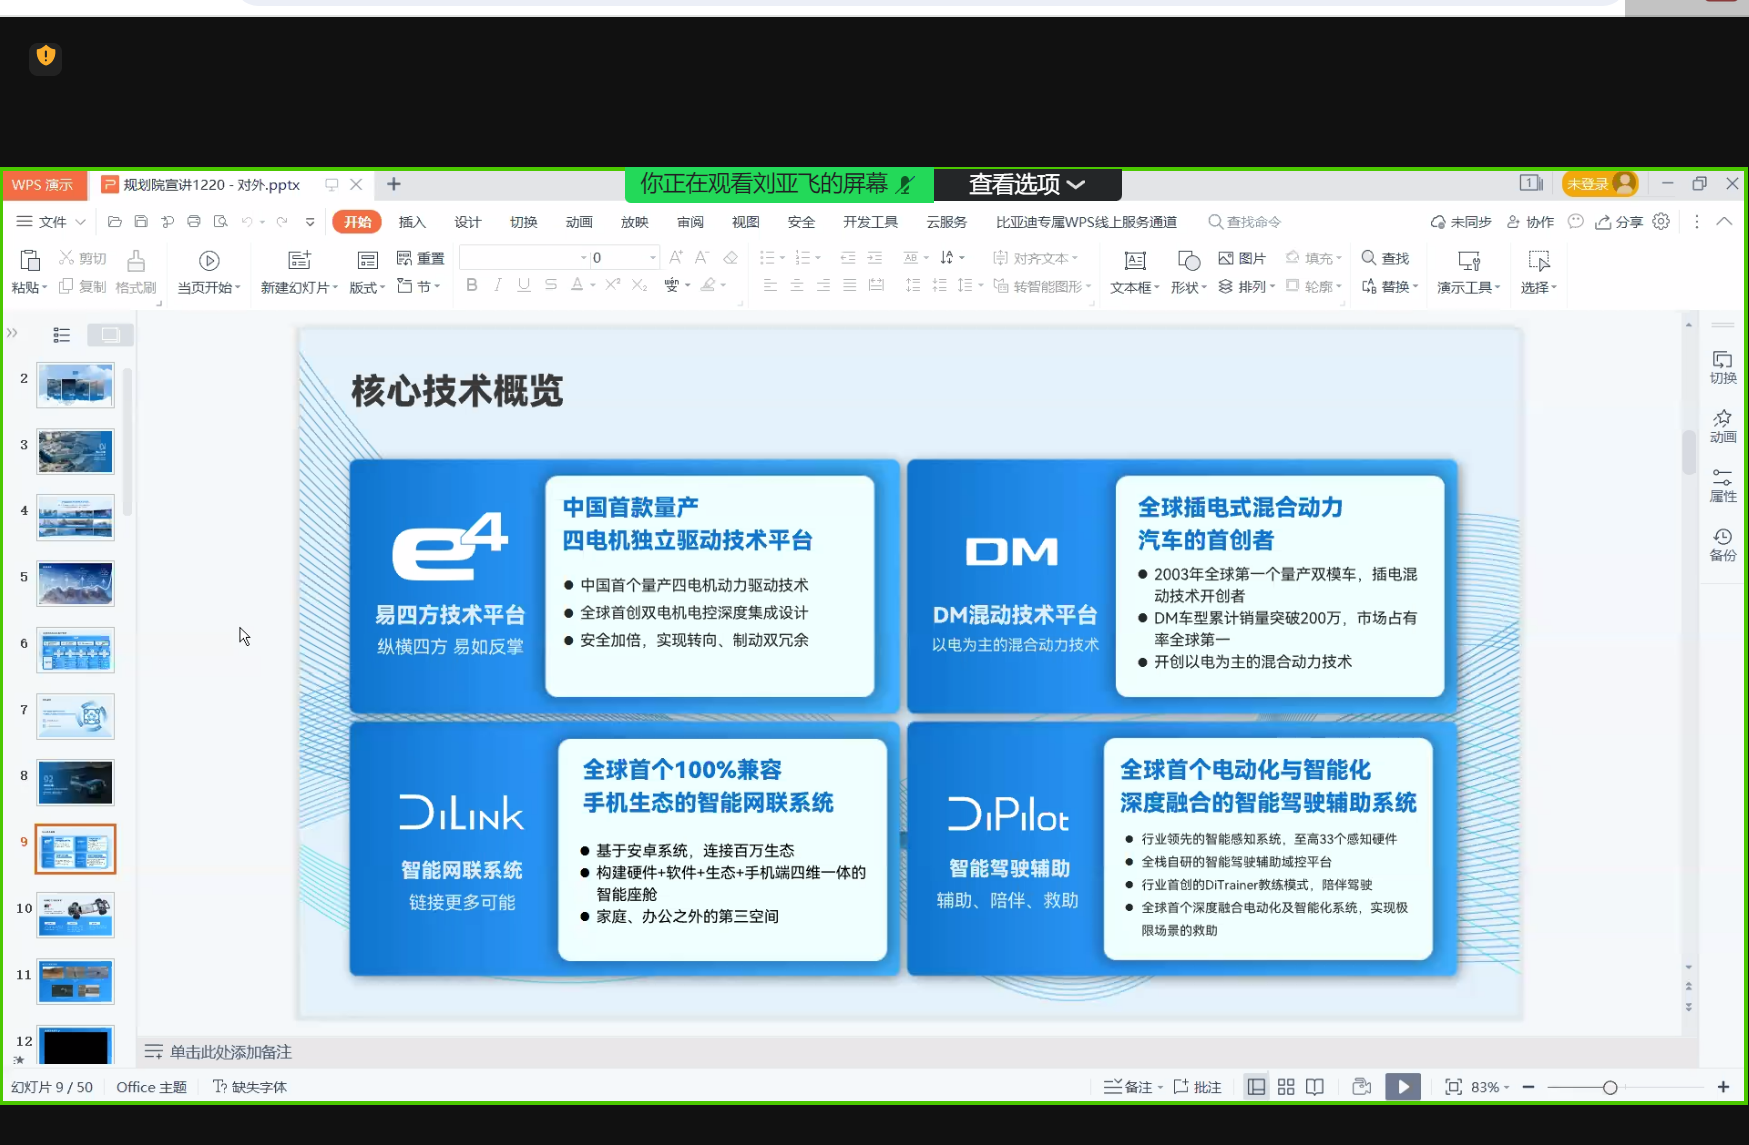 WPS 演示
规划院宣讲1220 - 对外.pptx
你正在观看刘亚飞的屏幕
查看选项
1
未登录
文件
开始
插入
设计
切换
动画
放映
审阅
视图
安全
开发工具
云服务
比亚迪专属WPS线上服务通道
查找命令
未同步
协作
分享
粘贴
剪切
复制
格式刷
当页开始
新建幻灯片
版式
重置
节
0
对齐文本
转智能图形
文本框
形状
图片
排列
填充
轮廓
查找
替换
演示工具
选择
切换
动画
属性
备份
2
3
4
5
6
7
8
9
10
11
12
核心技术概览
e4
易四方技术平台
纵横四方 易如反掌
中国首款量产
四电机独立驱动技术平台
● 中国首个量产四电机动力驱动技术
● 全球首创双电机电控深度集成设计
● 安全加倍，实现转向、制动双冗余
DM
DM混动技术平台
以电为主的混合动力技术
全球插电式混合动力
汽车的首创者
● 2003年全球第一个量产双模车，插电混
动技术开创者
● DM车型累计销量突破200万，市场占有
率全球第一
● 开创以电为主的混合动力技术
DiLink
智能网联系统
链接更多可能
全球首个100%兼容
手机生态的智能网联系统
● 基于安卓系统，连接百万生态
● 构建硬件+软件+生态+手机端四维一体的
智能座舱
● 家庭、办公之外的第三空间
DiPilot
智能驾驶辅助
辅助、陪伴、救助
全球首个电动化与智能化
深度融合的智能驾驶辅助系统
● 行业领先的智能感知系统，至高33个感知硬件
● 全栈自研的智能驾驶辅助域控平台
● 行业首创的DiTrainer教练模式，陪伴驾驶
● 全球首个深度融合电动化及智能化系统，实现极
限场景的救助
单击此处添加备注
幻灯片 9 / 50
Office 主题
缺失字体
备注
批注
83%